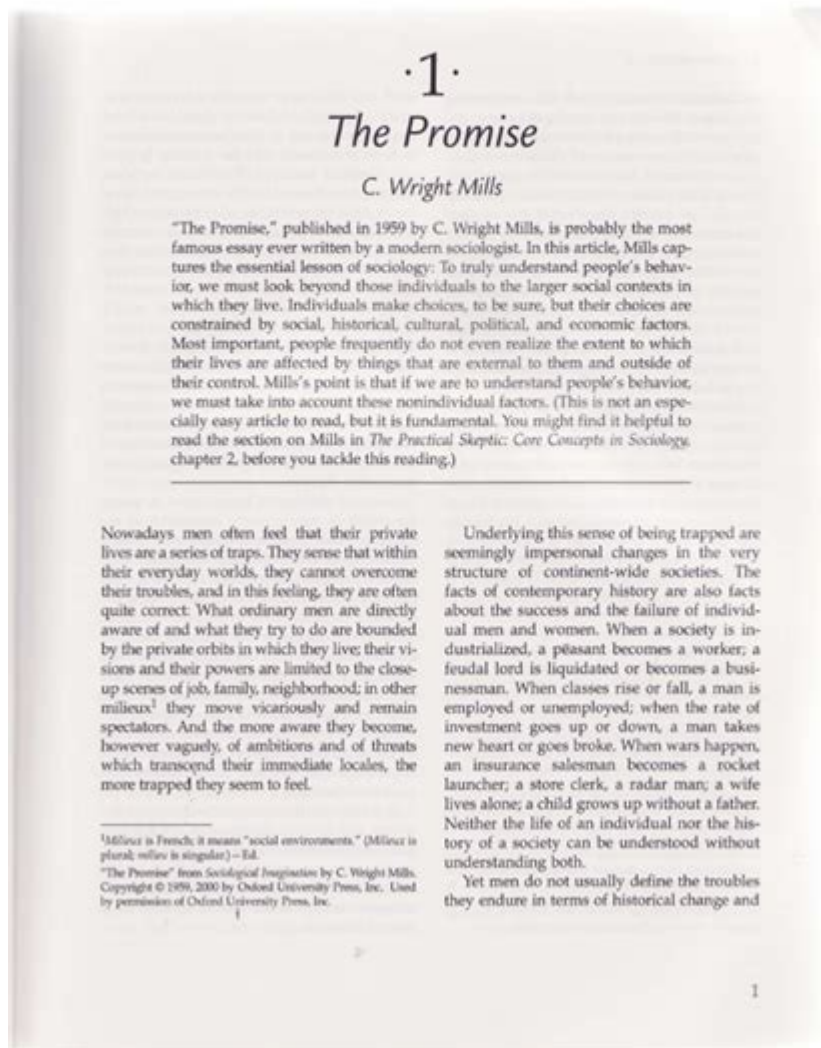 ·1·
The Promise
C. Wright Mills
"The Promise," published in 1959 by C. Wright Mills, is probably the most
famous essay ever written by a modern sociologist. In this article, Mills cap-
tures the essential lesson of sociology: To truly understand people's behav-
ior, we must look beyond those individuals to the larger social contexts in
which they live. Individuals make choices, to be sure, but their choices are
constrained by social, historical, cultural, political, and economic factors.
Most important, people frequently do not even realize the extent to which
their lives are affected by things that are external to them and outside of
their control. Mills's point is that if we are to understand people's behavior,
we must take into account these nonindividual factors. (This is not an espe-
cially easy article to read, but it is fundamental. You might find it helpful to
read the section on Mills in The Practical Skeptic: Core Concepts in Sociology,
chapter 2, before you tackle this reading.)
Nowadays men often feel that their private
lives are a series of traps. They sense that within
their everyday worlds, they cannot overcome
their troubles, and in this feeling, they are often
quite correct: What ordinary men are directly
aware of and what they try to do are bounded
by the private orbits in which they live; their vi-
sions and their powers are limited to the close-
up scenes of job, family, neighborhood; in other
milieux¹ they move vicariously and remain
spectators. And the more aware they become,
however vaguely, of ambitions and of threats
which transcend their immediate locales, the
more trapped they seem to feel.
¹Milieux is French; it means "social environments." (Milieux is
plural; milieu is singular.)—Ed.
"The Promise" from Sociological Imagination by C. Wright Mills.
Copyright © 1959, 2000 by Oxford University Press, Inc. Used
by permission of Oxford University Press, Inc.
Underlying this sense of being trapped are
seemingly impersonal changes in the very
structure of continent-wide societies. The
facts of contemporary history are also facts
about the success and the failure of individ-
ual men and women. When a society is in-
dustrialized, a peasant becomes a worker; a
feudal lord is liquidated or becomes a busi-
nessman. When classes rise or fall, a man is
employed or unemployed; when the rate of
investment goes up or down, a man takes
new heart or goes broke. When wars happen,
an insurance salesman becomes a rocket
launcher; a store clerk, a radar man; a wife
lives alone; a child grows up without a father.
Neither the life of an individual nor the his-
tory of a society can be understood without
understanding both.
Yet men do not usually define the troubles
they endure in terms of historical change and
1